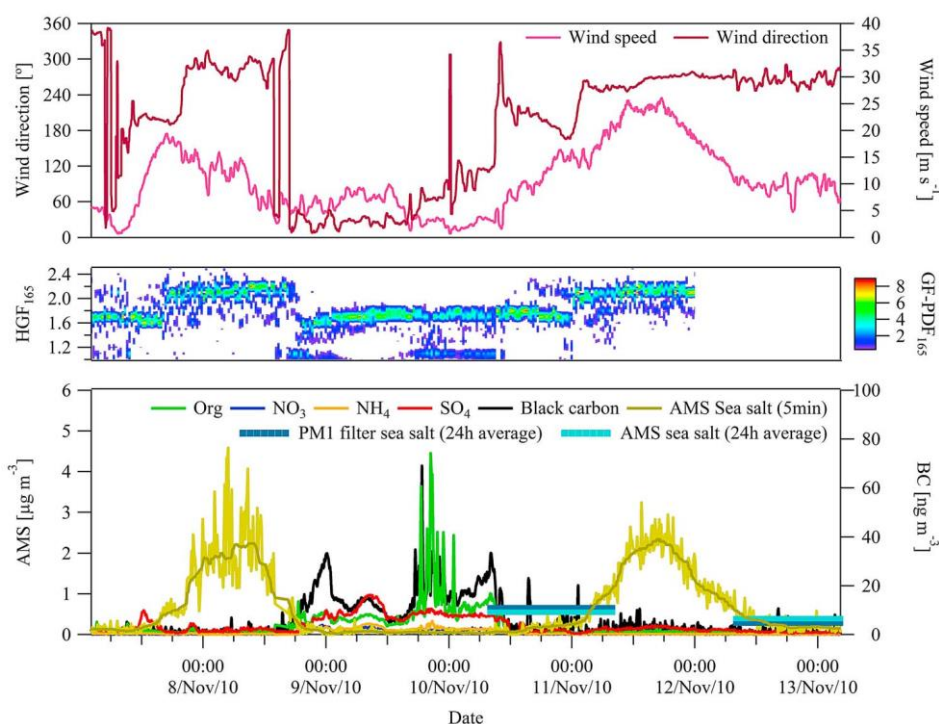 360
300
240
180
120
60
0
Wind direction [º]
Wind speed
Wind direction
40
35
30
25
20
15
10
5
0
Wind speed [m s⁻¹]
2.4
2.0
1.6
1.2
HGF₁₆₅
8
6
4
2
GF-PDF₁₆₅
6
5
4
3
2
1
0
AMS [µg m⁻³]
Org NO₃ NH₄ SO₄ Black carbon AMS Sea salt (5min)
PM1 filter sea salt (24h average) AMS sea salt (24h average)
100
80
60
40
20
0
BC [ng m⁻³]
00:00 00:00 00:00 00:00 00:00 00:00
8/Nov/10 9/Nov/10 10/Nov/10 11/Nov/10 12/Nov/10 13/Nov/10
Date